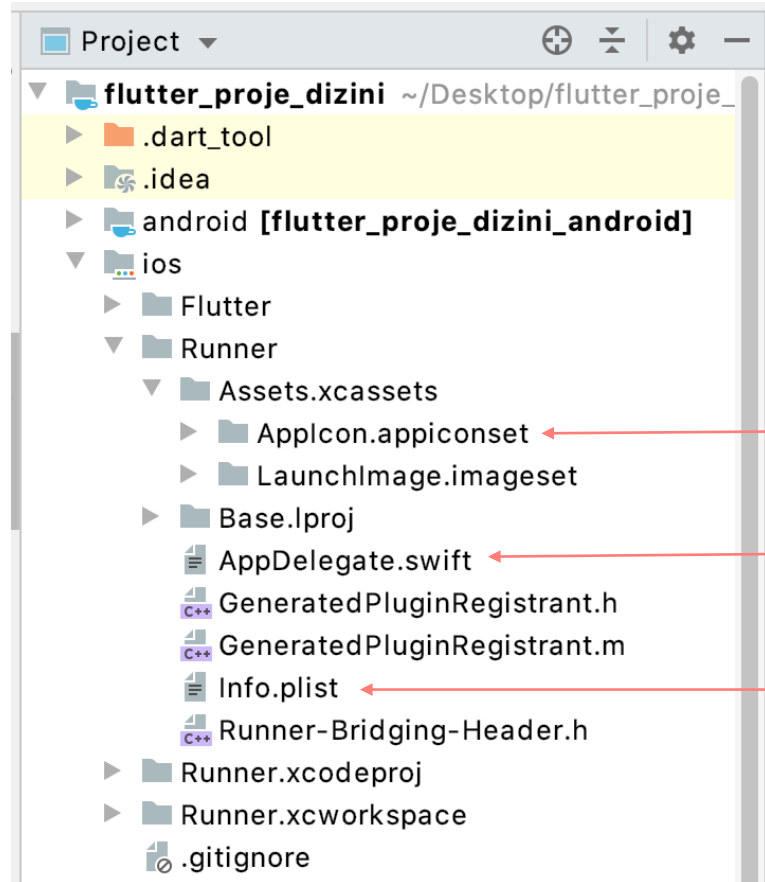 Project
flutter_proje_dizini ~/Desktop/flutter_proje_
.dart_tool
.idea
android [flutter_proje_dizini_android]
ios
Flutter
Runner
Assets.xcassets
AppIcon.appiconset
LaunchImage.imageset
Base.lproj
AppDelegate.swift
C++ GeneratedPluginRegistrant.h
C++ GeneratedPluginRegistrant.m
Info.plist
C++ Runner-Bridging-Header.h
Runner.xcodeproj
Runner.xcworkspace
.gitignore